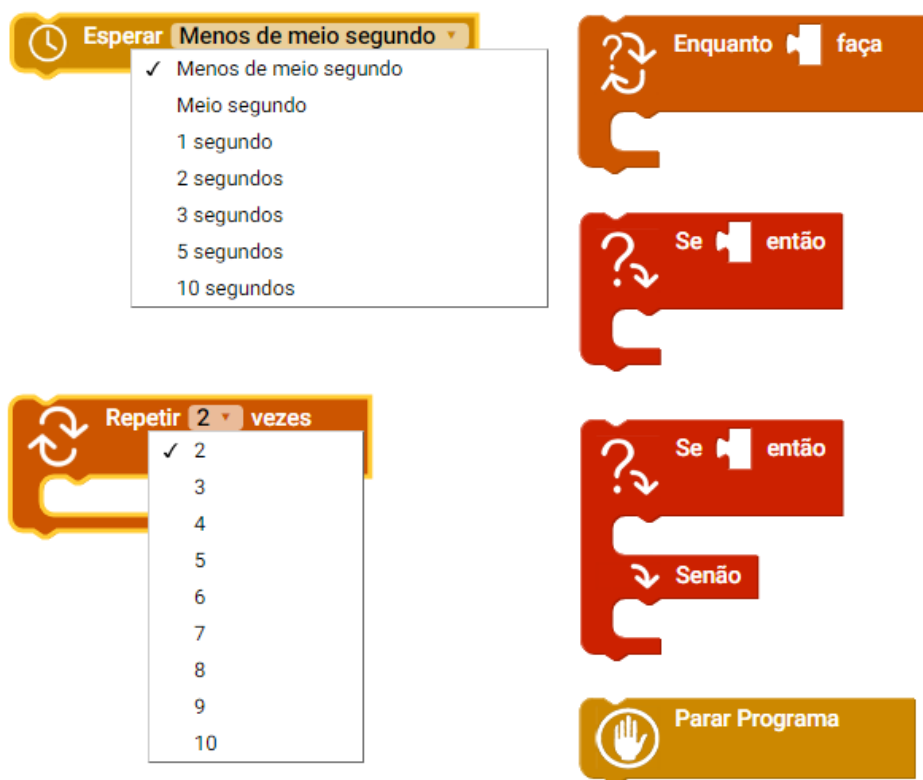 Esperar Menos de meio segundo
✓ Menos de meio segundo
Meio segundo
1 segundo
2 segundos
3 segundos
5 segundos
10 segundos
Repetir 2 vezes
✓ 2
3
4
5
6
7
8
9
10
Enquanto faça
Se então
Se então
Senão
Parar Programa